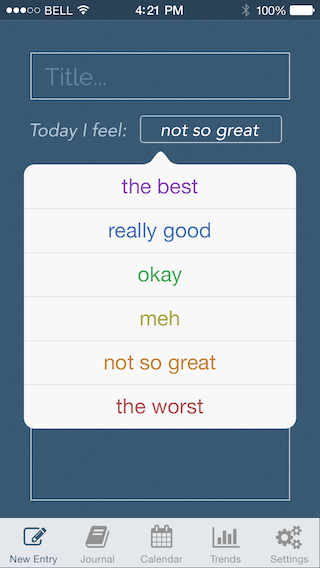 BELL 4:21 PM 100%
Title...
Today I feel: not so great
the best
really good
okay
meh
not so great
the worst
New Entry Journal Calendar Trends Settings